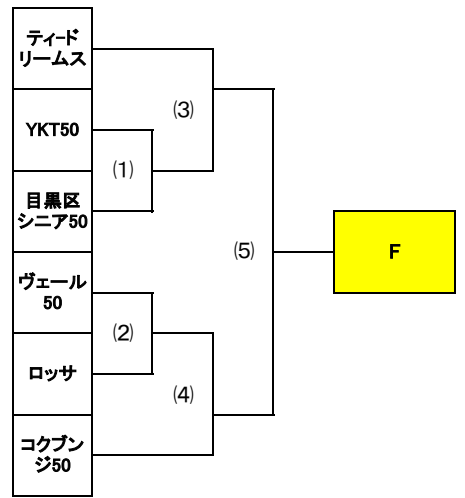 ティード
リームス
YKT50
目黒区
シニア50
ヴェール
50
ロッサ
コクブン
ジ50
(3)
(1)
(5)
(2)
(4)
F